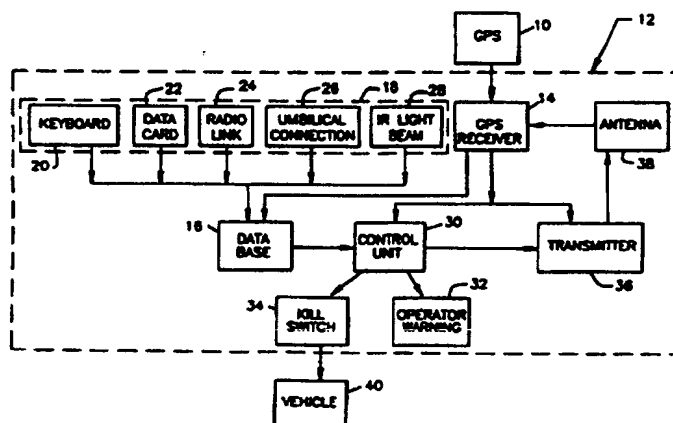 GPS
10
12
22
24
26
18
28
14
KEYBOARD
DATA
CARD
RADIO
LINK
UMBILICAL
CONNECTION
IR LIGHT
BEAM
GPS
RECEIVER
ANTENNA
20
38
16
30
DATA
BASE
CONTROL
UNIT
TRANSMITTER
36
34
32
KILL
SWITCH
OPERATOR
WARNING
VEHICLE
40